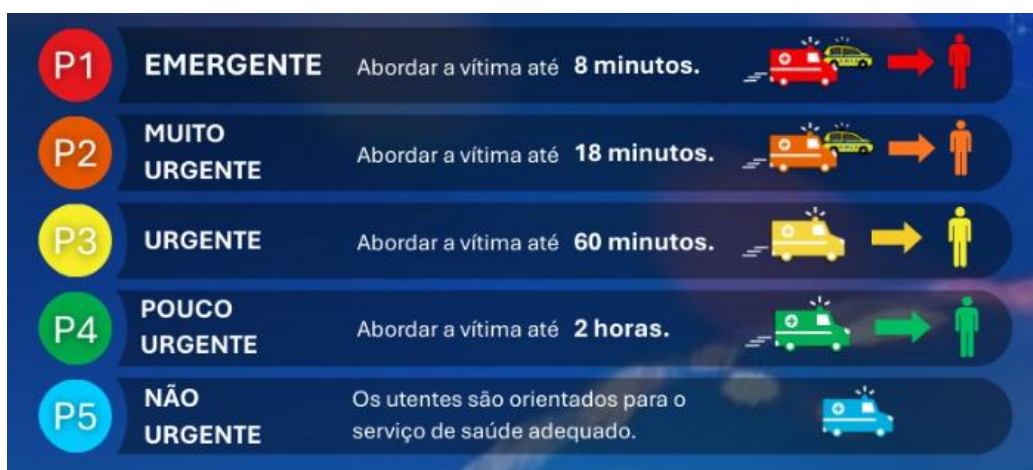 P1 EMERGENTE Abordar a vítima até 8 minutos.
P2 MUITO URGENTE Abordar a vítima até 18 minutos.
P3 URGENTE Abordar a vítima até 60 minutos.
P4 POUCO URGENTE Abordar a vítima até 2 horas.
P5 NÃO URGENTE Os utentes são orientados para o
serviço de saúde adequado.